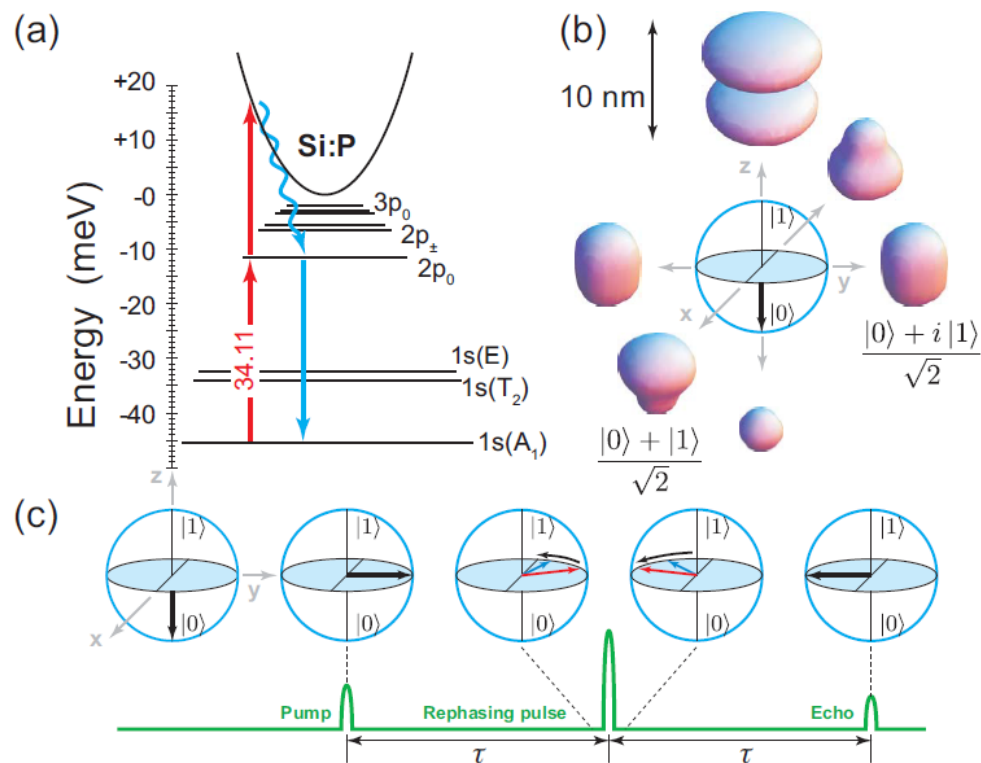 (a)
Energy (meV)
+20
+10
-0
-10
-20
-30
-40
Si:P
3p₀
2p±
2p₀
34.11
1s(E)
1s(T₂)
1s(A₁)
(b)
10 nm
z
|1⟩
|0⟩
y
x
|0⟩ + i |1⟩
√2
|0⟩ + |1⟩
√2
(c)
z
|1⟩
|0⟩
y
x
|1⟩
|0⟩
|1⟩
|0⟩
|1⟩
|0⟩
|1⟩
|0⟩
Pump
Rephasing pulse
Echo
τ
τ